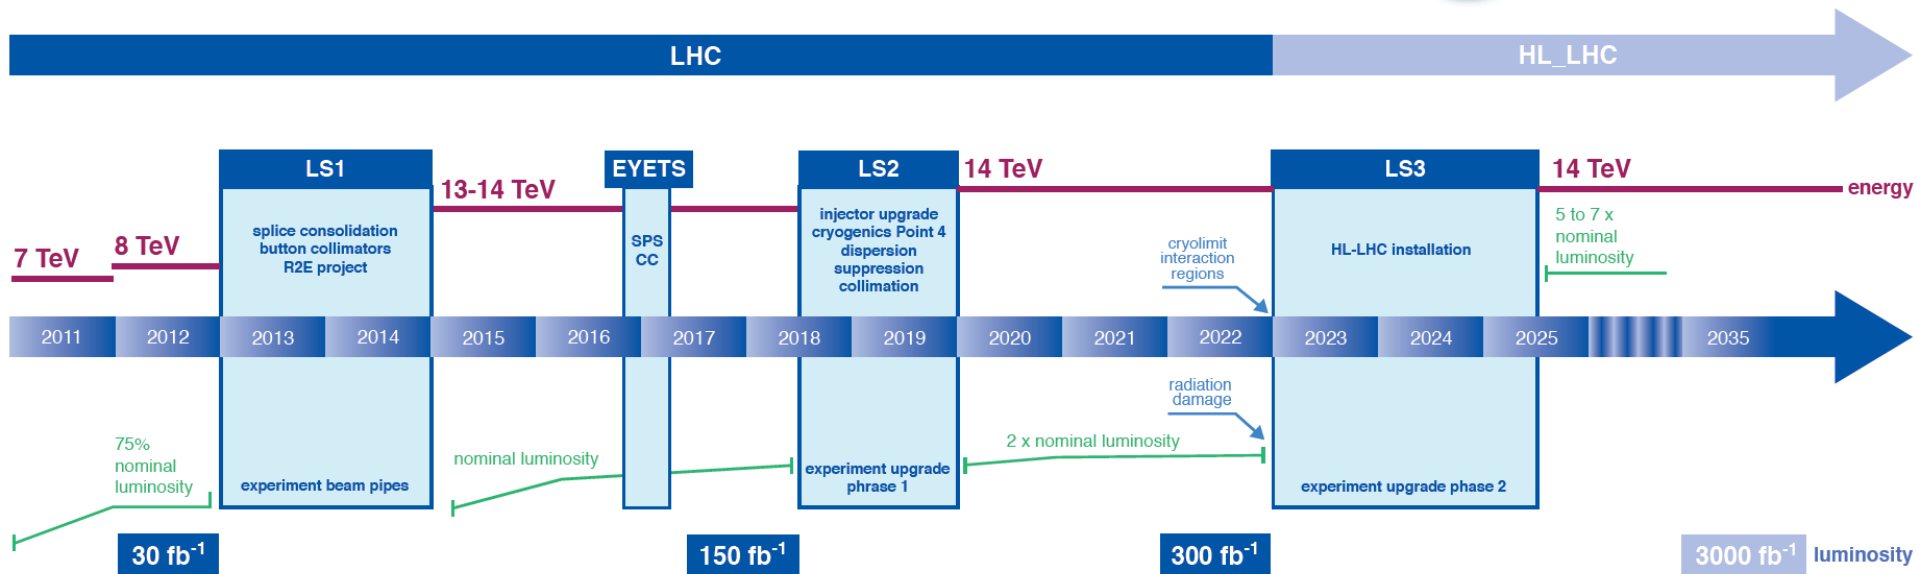 LHC
HL_LHC
LS1
EYETS
LS2
14 TeV
LS3
14 TeV
energy
13-14 TeV
7 TeV
8 TeV
splice consolidation
button collimators
R2E project
SPS
CC
injector upgrade
cryogenics Point 4
dispersion
suppression
collimation
cryolimit
interaction
regions
HL-LHC installation
5 to 7 x
nominal
luminosity
2011
2012
2013
2014
2015
2016
2017
2018
2019
2020
2021
2022
2023
2024
2025
2035
radiation
damage
75%
nominal
luminosity
experiment beam pipes
nominal luminosity
experiment upgrade
phrase 1
2 x nominal luminosity
experiment upgrade phase 2
30 fb⁻¹
150 fb⁻¹
300 fb⁻¹
3000 fb⁻¹
luminosity